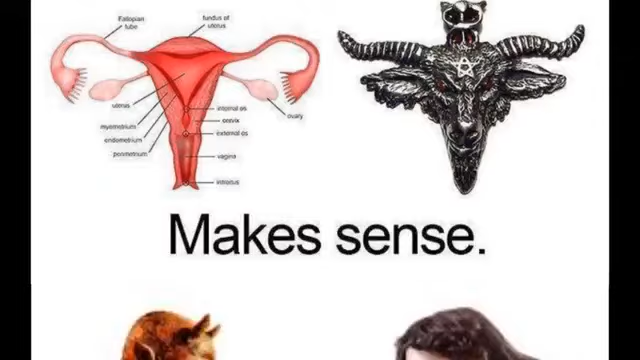 Fallopian
tube
fundus of
uterus
uterus
myometrium
endometrium
perimetrium
internal os
cervix
external os
vagina
introitus
ovary
Makes sense.